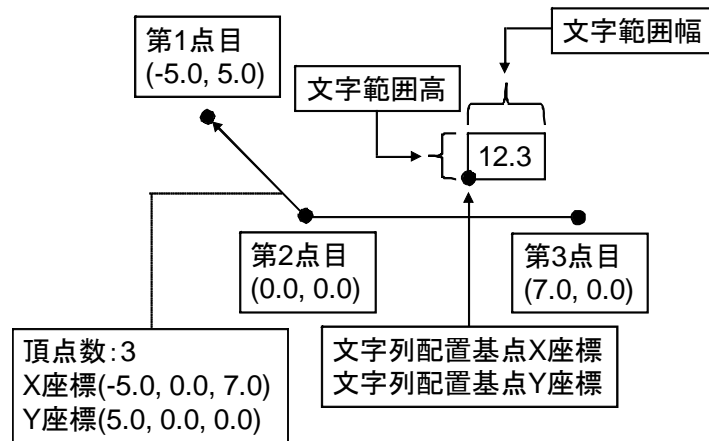 第1点目
(-5.0, 5.0)
文字範囲幅
文字範囲高
12.3
第2点目
(0.0, 0.0)
第3点目
(7.0, 0.0)
頂点数:3
X座標(-5.0, 0.0, 7.0)
Y座標(5.0, 0.0, 0.0)
文字列配置基点X座標
文字列配置基点Y座標